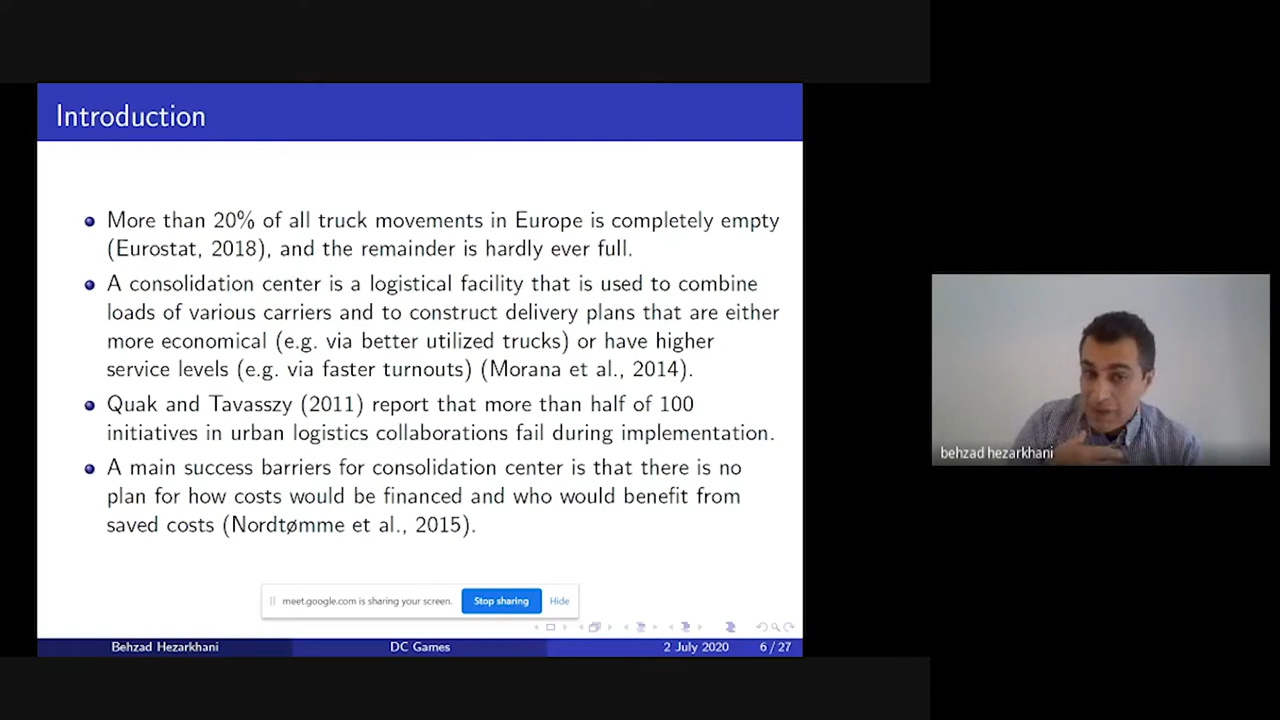 Introduction
More than 20% of all truck movements in Europe is completely empty
(Eurostat, 2018), and the remainder is hardly ever full.
A consolidation center is a logistical facility that is used to combine
loads of various carriers and to construct delivery plans that are either
more economical (e.g. via better utilized trucks) or have higher
service levels (e.g. via faster turnouts) (Morana et al., 2014).
Quak and Tavasszy (2011) report that more than half of 100
initiatives in urban logistics collaborations fail during implementation.
A main success barriers for consolidation center is that there is no
plan for how costs would be financed and who would benefit from
saved costs (Nordtømme et al., 2015).
meet.google.com is sharing your screen. Stop sharing Hide
Behzad Hezarkhani DC Games 2 July 2020 6 / 27
behzad hezarkhani